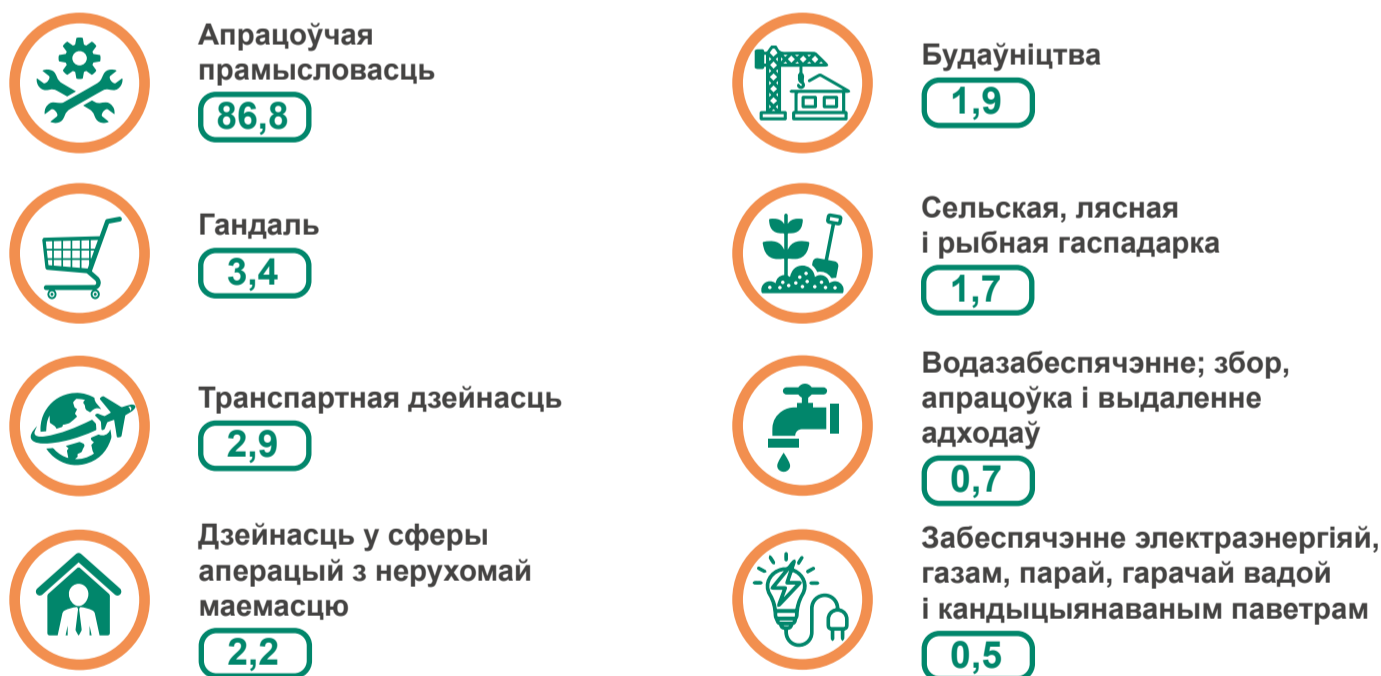 Апрацоўчая
прамысловасць
86,8
Гандаль
3,4
Транспартная дзейнасць
2,9
Дзейнасць у сферы
аперацый з нерухомай
маемасцю
2,2
Будаўніцтва
1,9
Сельская, лясная
і рыбная гаспадарка
1,7
Водазабеспячэнне; збор,
апрацоўка і выдаленне
адходаў
0,7
Забеспячэнне электраэнергіяй,
газам, парай, гарачай вадой
і кандыцыянаваным паветрам
0,5